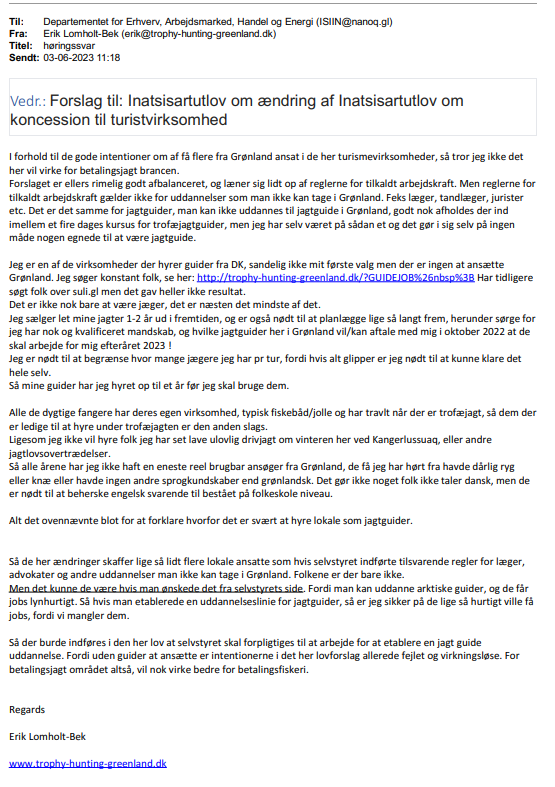 Til: Departementet for Erhverv, Arbejdsmarked, Handel og Energi (ISIIN@nanoq.gl)
Fra: Erik Lomholt-Bek (erik@trophy-hunting-greenland.dk)
Titel: høringssvar
Sendt: 03-06-2023 11:18
Vedr.: Forslag til: Inatsisartutlov om ændring af Inatsisartutlov om
koncession til turistvirksomhed
I forhold til de gode intentioner om af få flere fra Grønland ansat i de her turismevirksomheder, så tror jeg ikke det
her vil virke for betalingsjagt brancen.
Forslaget er ellers rimelig godt afbalanceret, og læner sig lidt op af reglerne for tilkaldt arbejdskraft. Men reglerne for
tilkaldt arbejdskraft gælder ikke for uddannelser som man ikke kan tage i Grønland. Feks læger, tandlæger, jurister
etc. Det er det samme for jagtguider, man kan ikke uddannes til jagtguide i Grønland, godt nok afholdes der ind
imellem et fire dages kursus for trofæjagtguider, men jeg har selv været på sådan et og det gør i sig selv på ingen
måde nogen egnede til at være jagtguide.
Jeg er en af de virksomheder der hyrer guider fra DK, sandelig ikke mit første valg men der er ingen at ansætte
Grønland. Jeg søger konstant folk, se her: http://trophy-hunting-greenland.dk/?GUIDEJOB%26nbsp%3B Har tidligere
søgt folk over suli.gl men det gav heller ikke resultat.
Det er ikke nok bare at være jæger, det er næsten det mindste af det.
Jeg sælger let mine jagter 1-2 år ud i fremtiden, og er også nødt til at planlægge lige så langt frem, herunder sørge for
jeg har nok og kvalificeret mandskab, og hvilke jagtguider her i Grønland vil/kan aftale med mig i oktober 2022 at de
skal arbejde for mig efteråret 2023 !
Jeg er nødt til at begrænse hvor mange jægere jeg har pr tur, fordi hvis alt glipper er jeg nødt til at kunne klare det
hele selv.
Så mine guider har jeg hyret op til et år før jeg skal bruge dem.
Alle de dygtige fangere har deres egen virksomhed, typisk fiskebåd/jolle og har travlt når der er trofæjagt, så dem der
er ledige til at hyre under trofæjagten er den anden slags.
Ligesom jeg ikke vil hyre folk jeg har set lave ulovlig drivjagt om vinteren her ved Kangerlussuaq, eller andre
jagtlovsovertrædelser.
Så alle årene har jeg ikke haft en eneste reel brugbar ansøger fra Grønland, de få jeg har hørt fra havde dårlig ryg
eller knæ eller havde ingen andre sprogkundskaber end grønlandsk. Det gør ikke noget folk ikke taler dansk, men de
er nødt til at beherske engelsk svarende til bestået på folkeskole niveau.
Alt det ovennævnte blot for at forklare hvorfor det er svært at hyre lokale som jagtguider.
Så de her ændringer skaffer lige så lidt flere lokale ansatte som hvis selvstyret indførte tilsvarende regler for læger,
advokater og andre uddannelser man ikke kan tage i Grønland. Folkene er der bare ikke.
Men det kunne de være hvis man ønskede det fra selvstyrets side. Fordi man kan uddanne arktiske guider, og de får
jobs lynhurtigt. Så hvis man etablerede en uddannelseslinie for jagtguider, så er jeg sikker på de lige så hurtigt ville få
jobs, fordi vi mangler dem.
Så der burde indføres i den her lov at selvstyret skal forpligtiges til at arbejde for at etablere en jagt guide
uddannelse. Fordi uden guider at ansætte er intentionerne i det her lovforslag allerede fejlet og virkningsløse. For
betalingsjagt området altså, vil nok virke bedre for betalingsfiskeri.
Regards
Erik Lomholt-Bek
www.trophy-hunting-greenland.dk